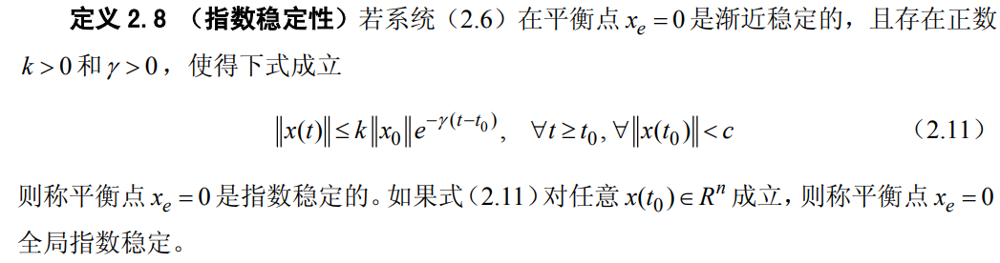 定义 2.8 （指数稳定性）若系统（2.6）在平衡点 $x_e = 0$ 是渐近稳定的，且存在正数
$k > 0$ 和 $\gamma > 0$，使得下式成立
$\|x(t)\| \le k \|x_0\| e^{-\gamma(t-t_0)}, \quad \forall t \ge t_0, \forall \|x(t_0)\| < c$ （2.11）
则称平衡点 $x_e = 0$ 是指数稳定的。如果式（2.11）对任意 $x(t_0) \in R^n$ 成立，则称平衡点 $x_e = 0$
全局指数稳定。